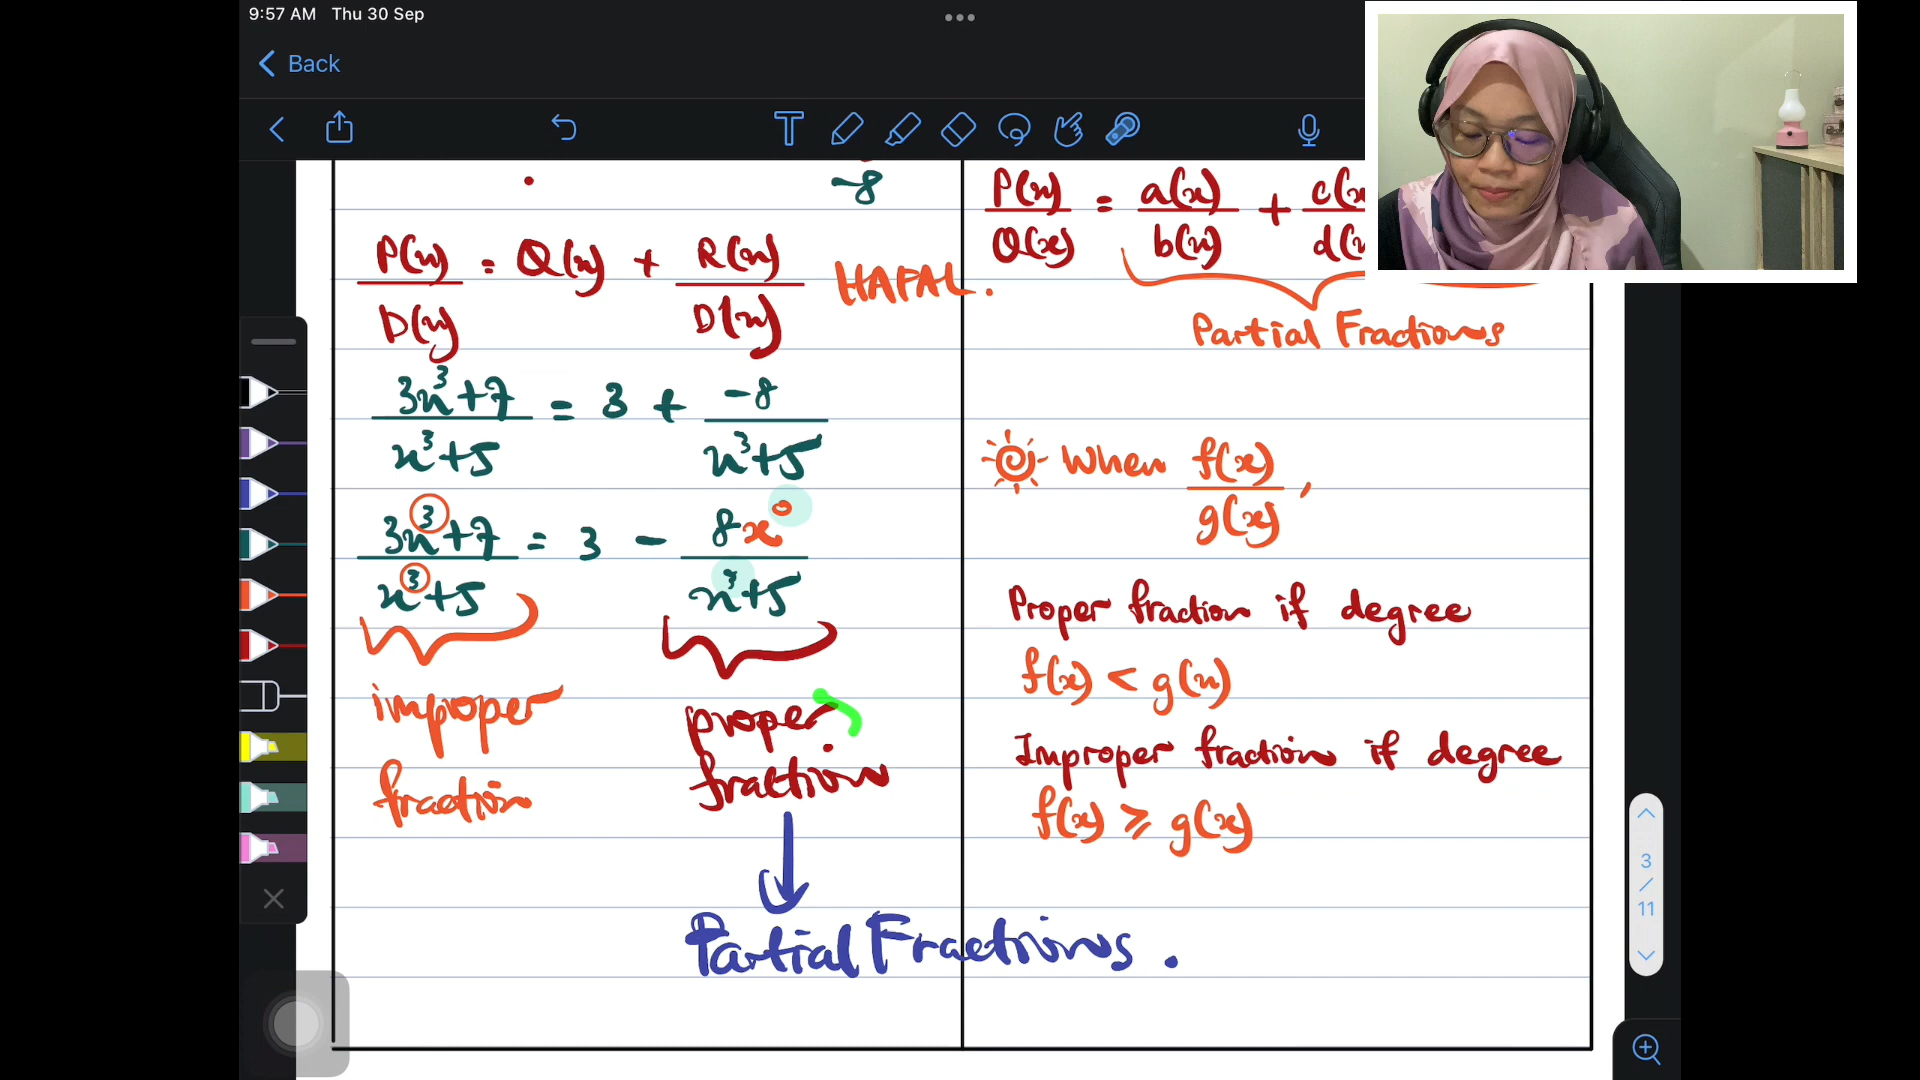 9:57 AM Thu 30 Sep
Back
-8
P(x)/D(x) = Q(x) + R(x)/D(x) HAFAL.
3x³+7/x³+5 = 3 + -8/x³+5
3x³+7/x³+5 = 3 - 8x⁰/x³+5
improper
fraction
proper
fraction
Partial Fractions.
P(x)/Q(x) = a(x)/b(x) + c(x/d(x
Partial Fractions
When f(x)/g(x),
Proper fraction if degree
f(x) < g(x)
Improper fraction if degree
f(x) ⩾ g(x)
3
/
11